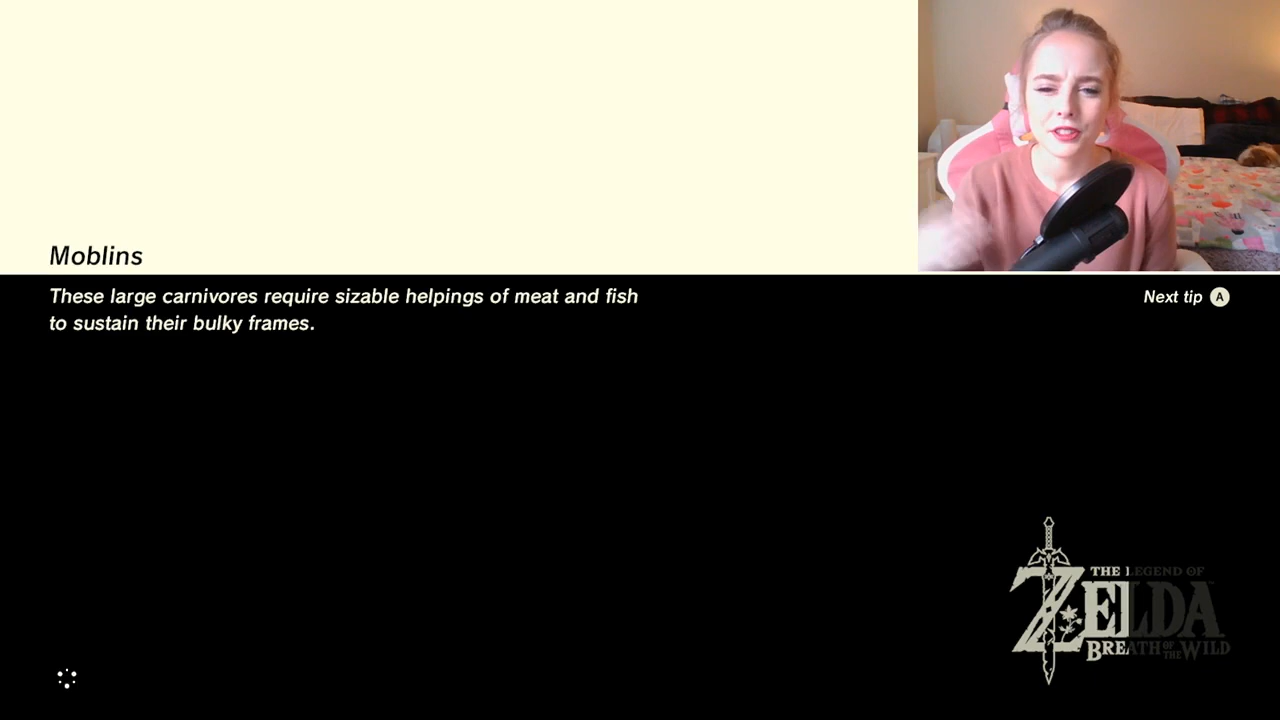 Moblins
These large carnivores require sizable helpings of meat and fish
to sustain their bulky frames.
Next tip A
THE LEGEND OF
ZELDA
BREATH OF THE WILD